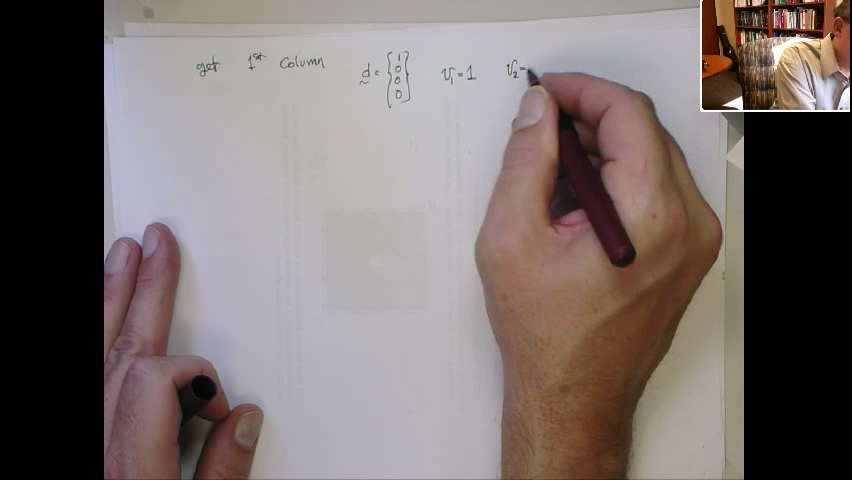 get 1st Column d = {1 0 0 0} v₁ = 1 v₂ =